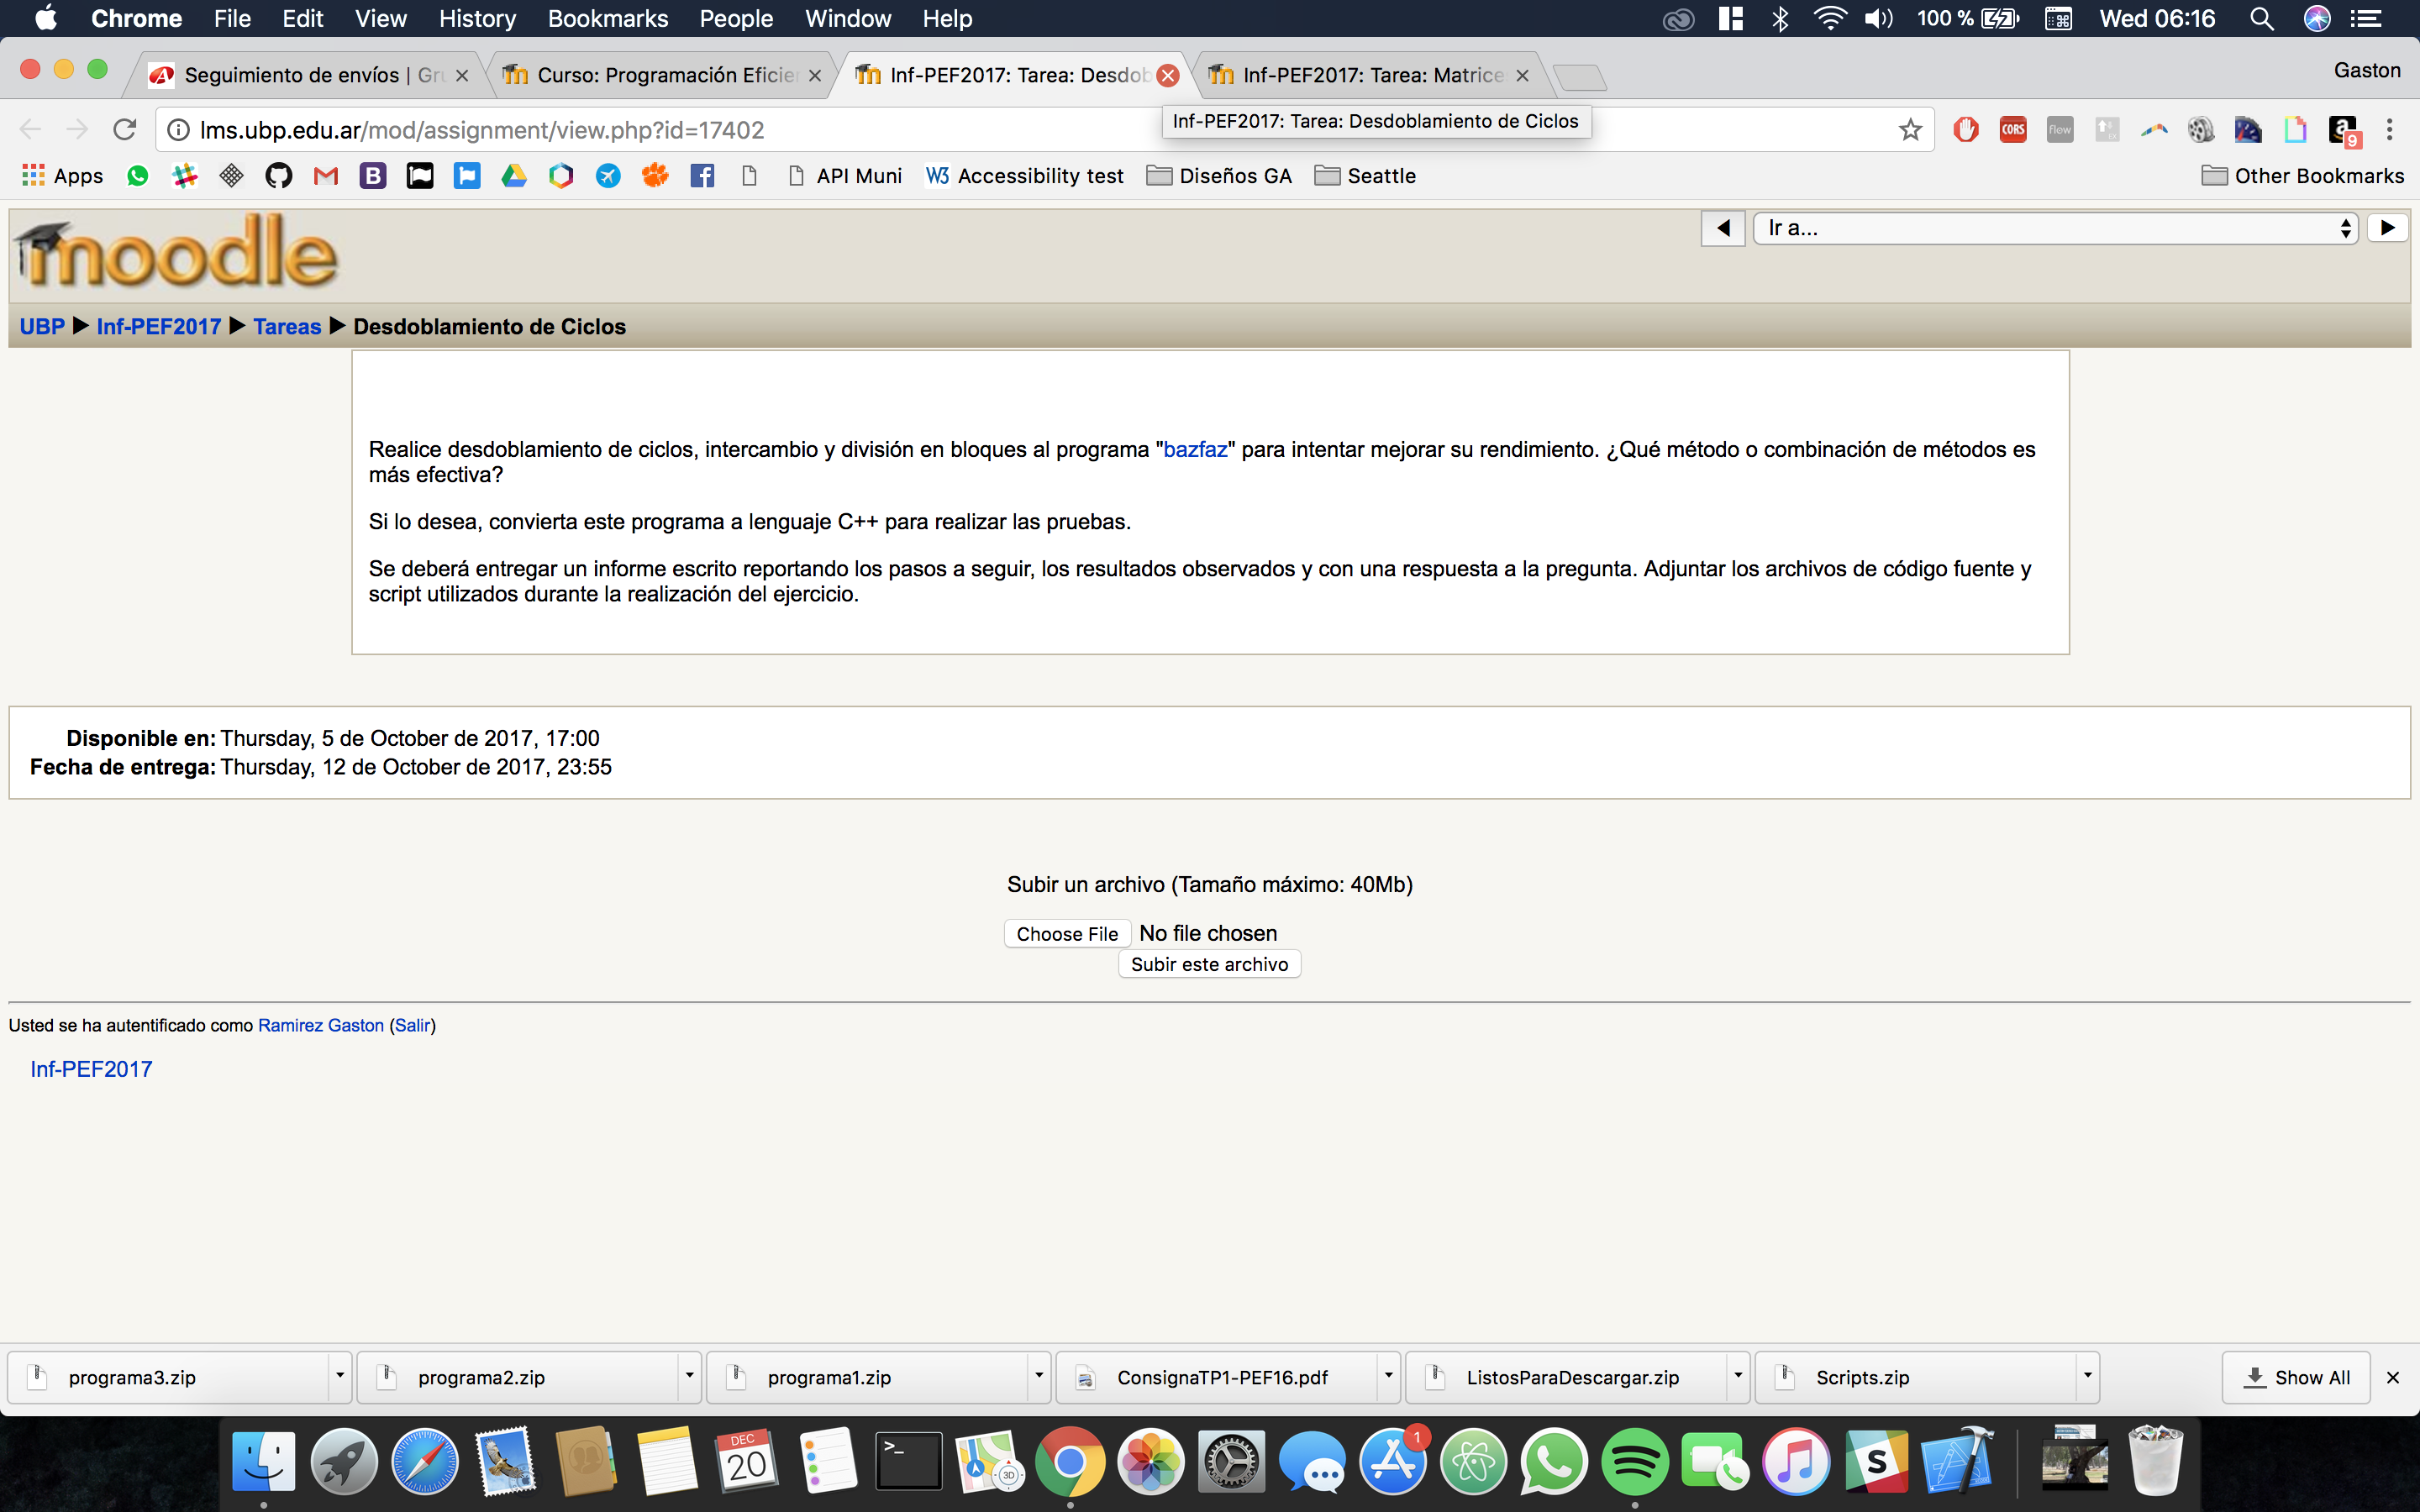 Chrome File Edit View History Bookmarks People Window Help 100 % Wed 06:16
Seguimiento de envíos | Gru Curso: Programación Eficien Inf-PEF2017: Tarea: Desdob Inf-PEF2017: Tarea: Matrice Gaston
lms.ubp.edu.ar/mod/assignment/view.php?id=17402
Inf-PEF2017: Tarea: Desdoblamiento de Ciclos
CORS flow a 9
Apps B W3 API Muni Accessibility test Diseños GA Seattle Other Bookmarks
moodle
Ir a...
UBP ▶ Inf-PEF2017 ▶ Tareas ▶ Desdoblamiento de Ciclos
Realice desdoblamiento de ciclos, intercambio y división en bloques al programa "bazfaz" para intentar mejorar su rendimiento. ¿Qué método o combinación de métodos es
más efectiva?
Si lo desea, convierta este programa a lenguaje C++ para realizar las pruebas.
Se deberá entregar un informe escrito reportando los pasos a seguir, los resultados observados y con una respuesta a la pregunta. Adjuntar los archivos de código fuente y
script utilizados durante la realización del ejercicio.
Disponible en: Thursday, 5 de October de 2017, 17:00
Fecha de entrega: Thursday, 12 de October de 2017, 23:55
Subir un archivo (Tamaño máximo: 40Mb)
Choose File No file chosen
Subir este archivo
Usted se ha autentificado como Ramirez Gaston (Salir)
Inf-PEF2017
programa3.zip programa2.zip programa1.zip ConsignaTP1-PEF16.pdf ListosParaDescargar.zip Scripts.zip Show All
DEC
20
>_
3D
1
S